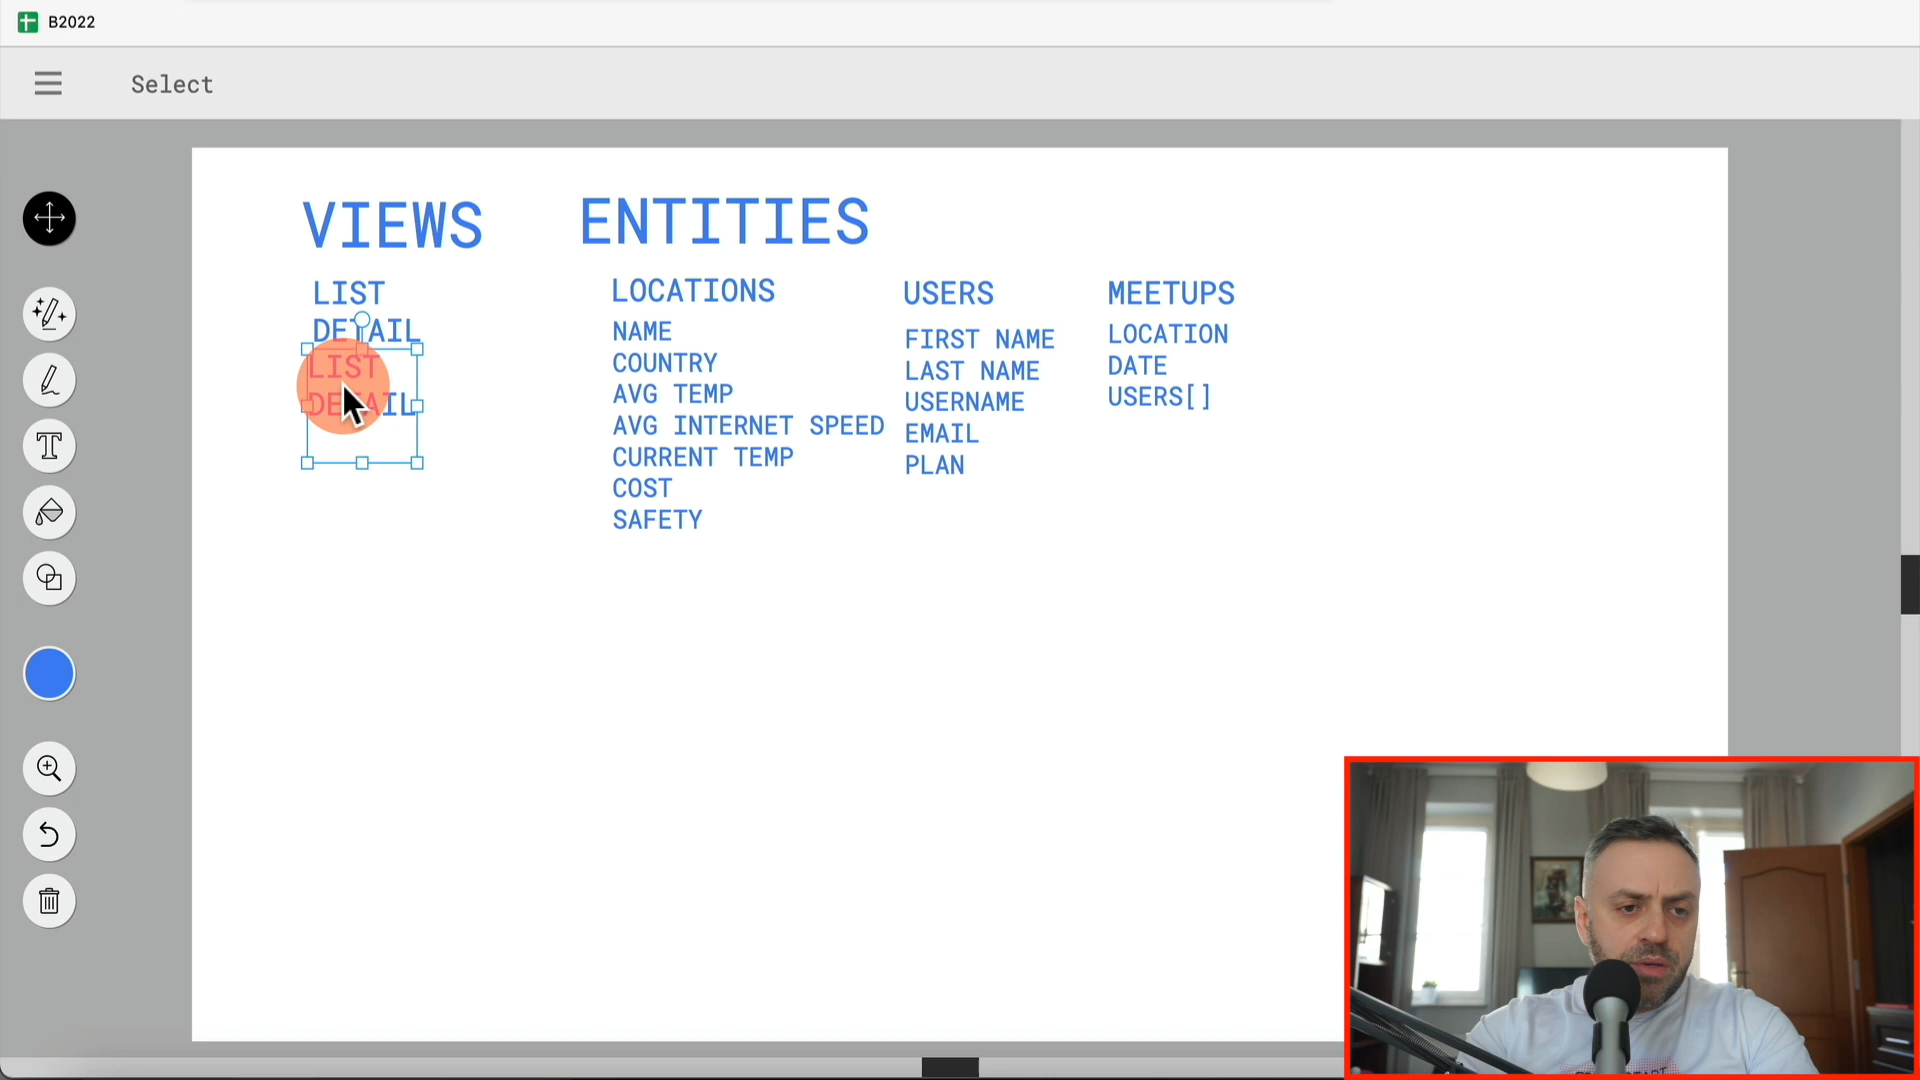 B2022
Select
VIEWS
LIST
DETAIL
LIST
DETAIL
ENTITIES
LOCATIONS
NAME
COUNTRY
AVG TEMP
AVG INTERNET SPEED
CURRENT TEMP
COST
SAFETY
USERS
FIRST NAME
LAST NAME
USERNAME
EMAIL
PLAN
MEETUPS
LOCATION
DATE
USERS[]